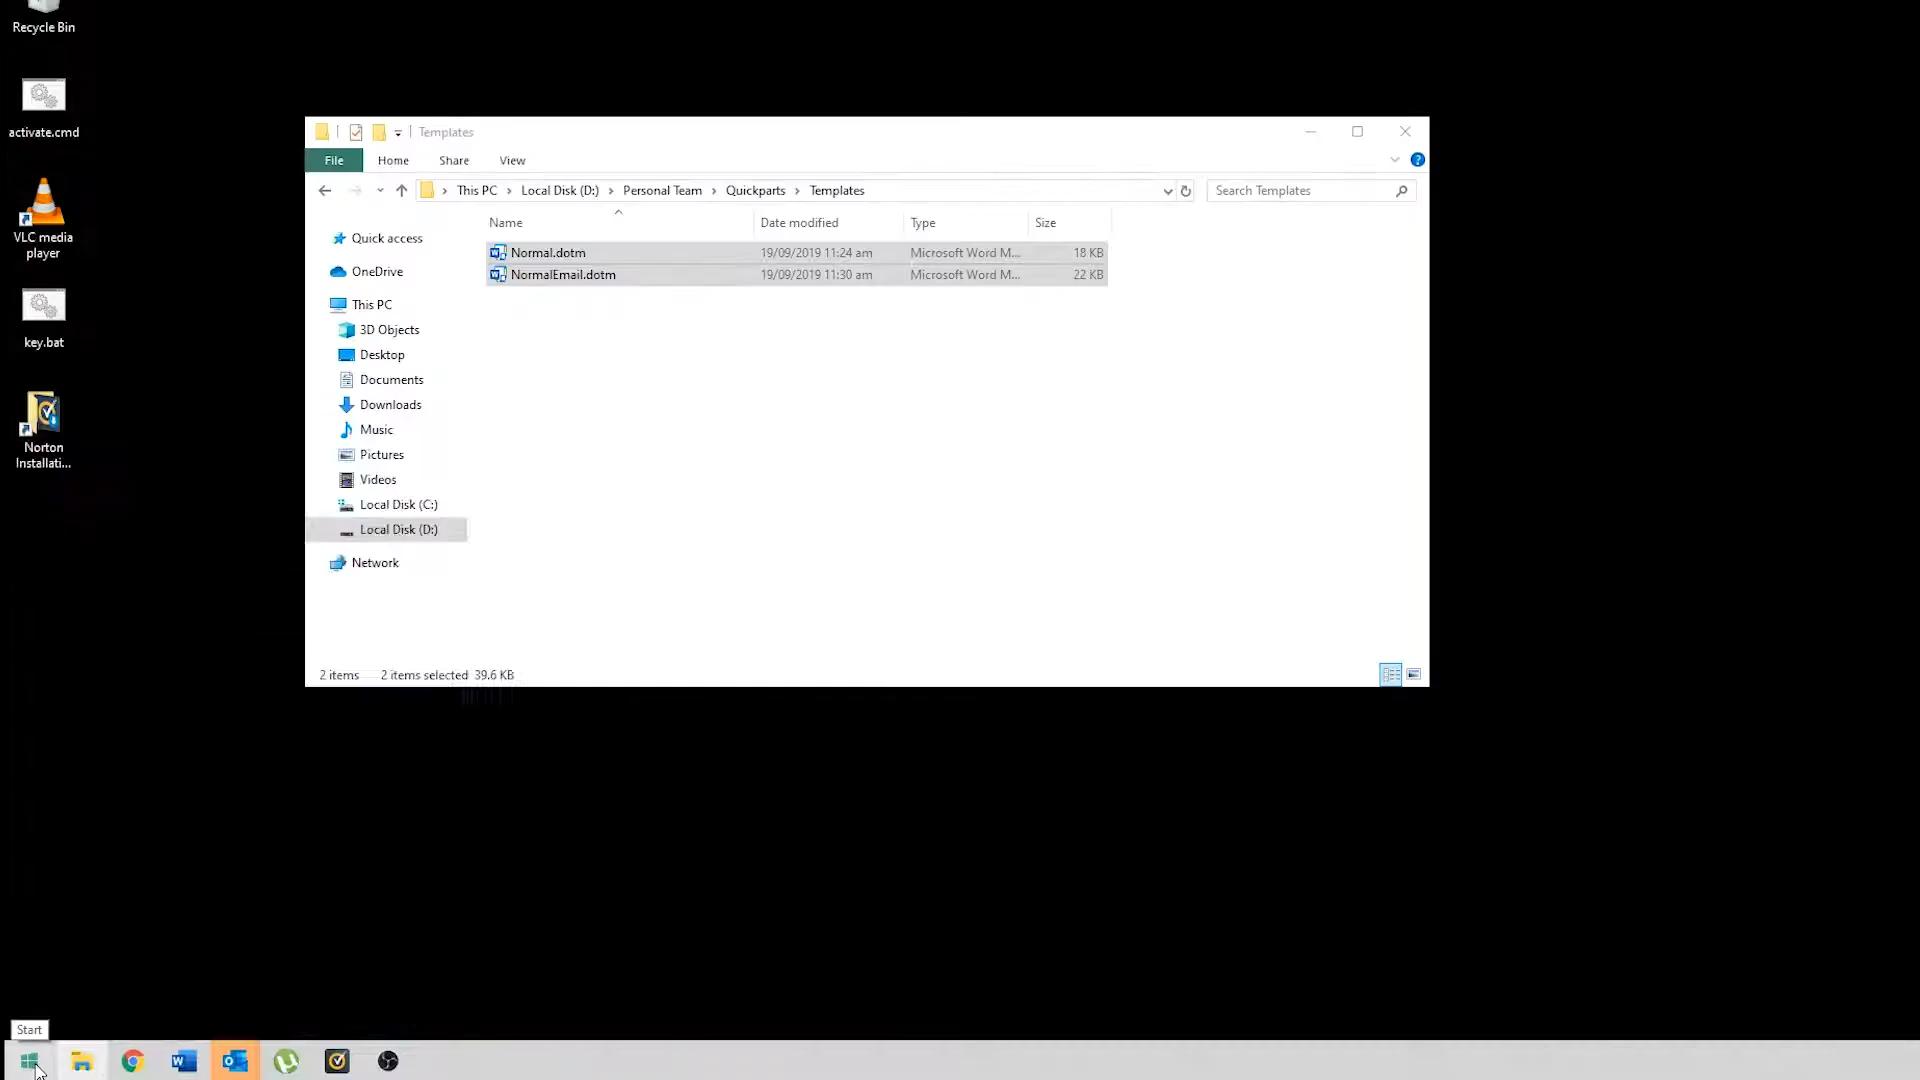 Recycle Bin
activate.cmd
VLC media
player
key.bat
Norton
Installati...
Templates
File Home Share View
This PC Local Disk (D:) Personal Team Quickparts Templates
Search Templates
Name Date modified Type Size
Normal.dotm 19/09/2019 11:24 am Microsoft Word M... 18 KB
NormalEmail.dotm 19/09/2019 11:30 am Microsoft Word M... 22 KB
Quick access
OneDrive
This PC
3D Objects
Desktop
Documents
Downloads
Music
Pictures
Videos
Local Disk (C:)
Local Disk (D:)
Network
2 items 2 items selected 39.6 KB
Start